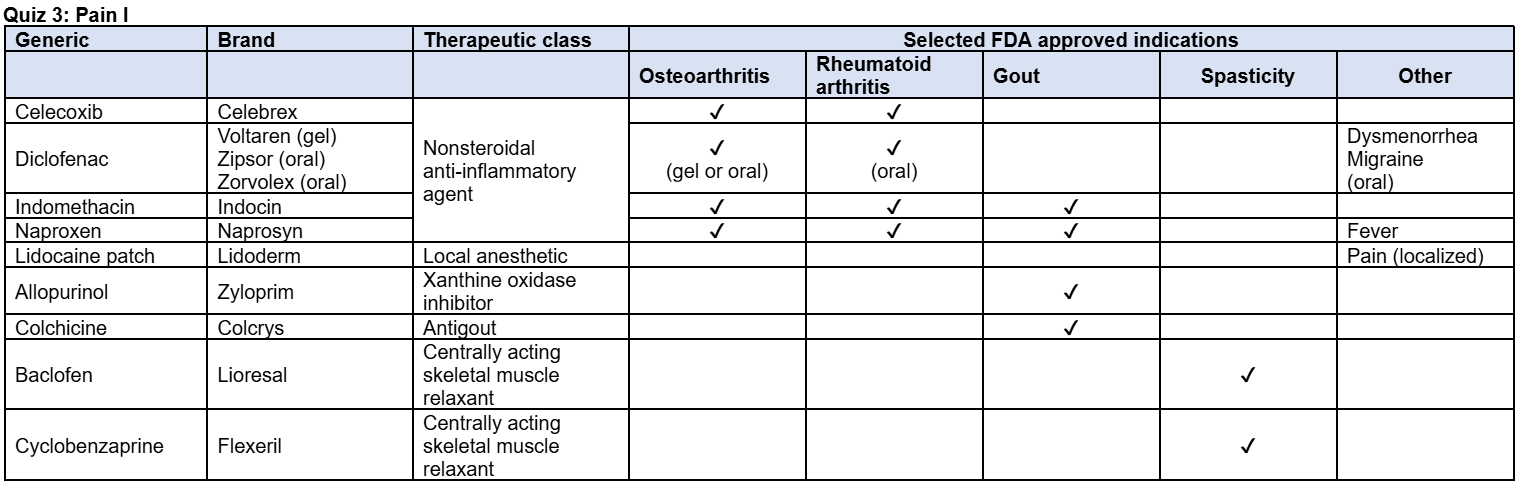 Quiz 3: Pain I
Generic Brand Therapeutic class Selected FDA approved indications
Osteoarthritis Rheumatoid arthritis Gout Spasticity Other
Celecoxib Celebrex Nonsteroidal anti-inflammatory agent ✓ ✓
Diclofenac Voltaren (gel) Zipsor (oral) Zorvolex (oral) ✓ (gel or oral) ✓ (oral) Dysmenorrhea Migraine (oral)
Indomethacin Indocin ✓ ✓ ✓
Naproxen Naprosyn ✓ ✓ ✓ Fever
Lidocaine patch Lidoderm Local anesthetic Pain (localized)
Allopurinol Zyloprim Xanthine oxidase inhibitor ✓
Colchicine Colcrys Antigout ✓
Baclofen Lioresal Centrally acting skeletal muscle relaxant ✓
Cyclobenzaprine Flexeril Centrally acting skeletal muscle relaxant ✓